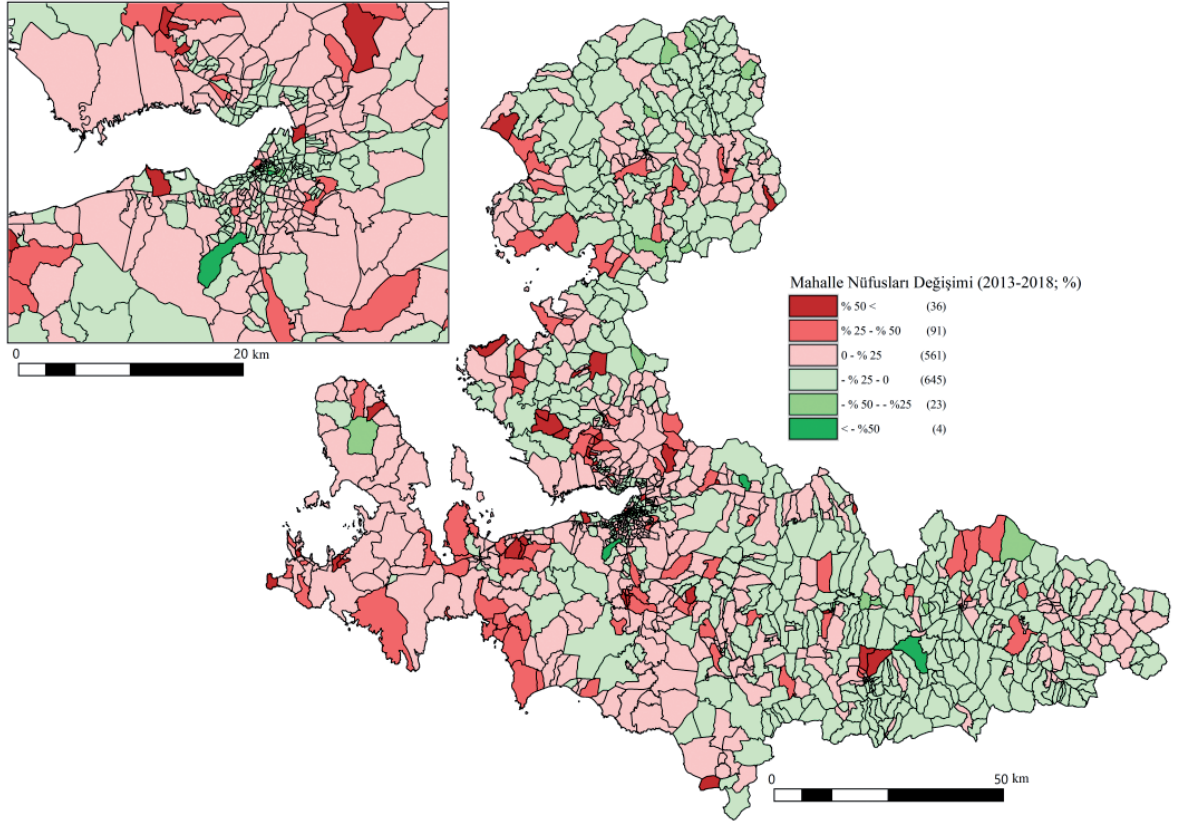 0 20 km
Mahalle Nüfusları Değişimi (2013-2018; %)
% 50 < (36)
% 25 - % 50 (91)
0 - % 25 (561)
- % 25 - 0 (645)
- % 50 - - %25 (23)
< - %50 (4)
0 50 km